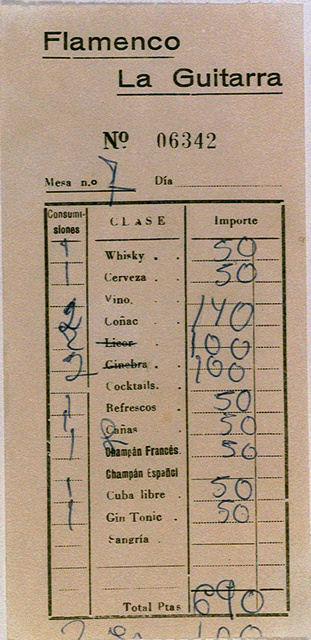 Flamenco
La Guitarra
Nº 06342
Mesa n.o 7 Día
Consumisiones CLASE Importe
1 Whisky . . 50
1 Cerveza . 50
Vino. .
2 Coñac . 140
2 Licor . 100
2 Ginebra . 100
Cocktails. .
1 Refrescos . 50
1 Cañas . 50
1 Champán Francés. 50
Champán Español
1 Cuba libre . 50
1 Gin Tonic . 50
Sangría .
Total Ptas 690